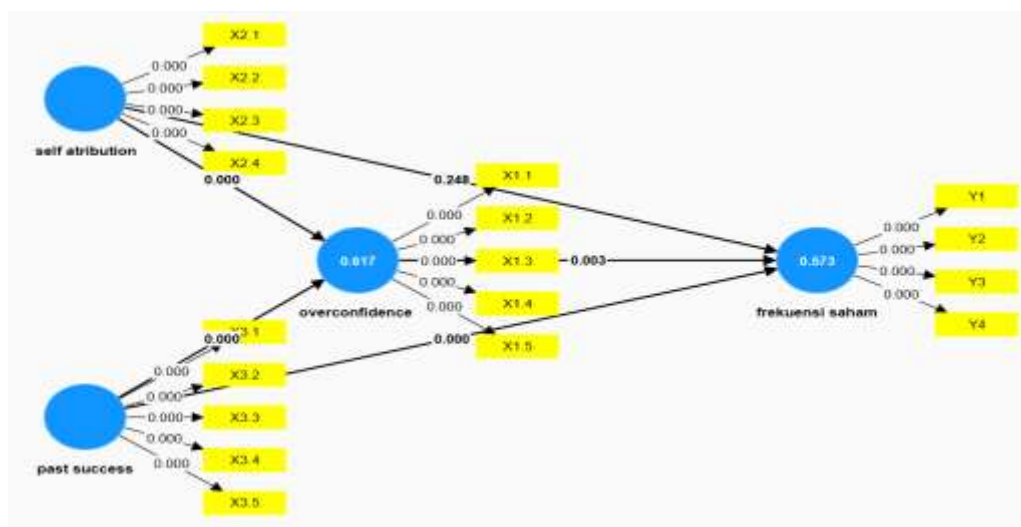 X2.1
0.000
X2.2
0.000
0.000
X2.3
0.000
self atribution
X2.4
0.000
0.248
X1.1
0.000
X1.2
0.000
Y1
0.000
Y2
0.617
0.000
X1.3
0.003
0.573
0.000
0.000
Y3
0.000
X1.4
overconfidence
0.000
frekuensi saham
0.000
Y4
X3.1
0.000
0.000
X1.5
0.000
X3.2
0.000
0.000
X3.3
0.000
X3.4
past success
0.000
X3.5